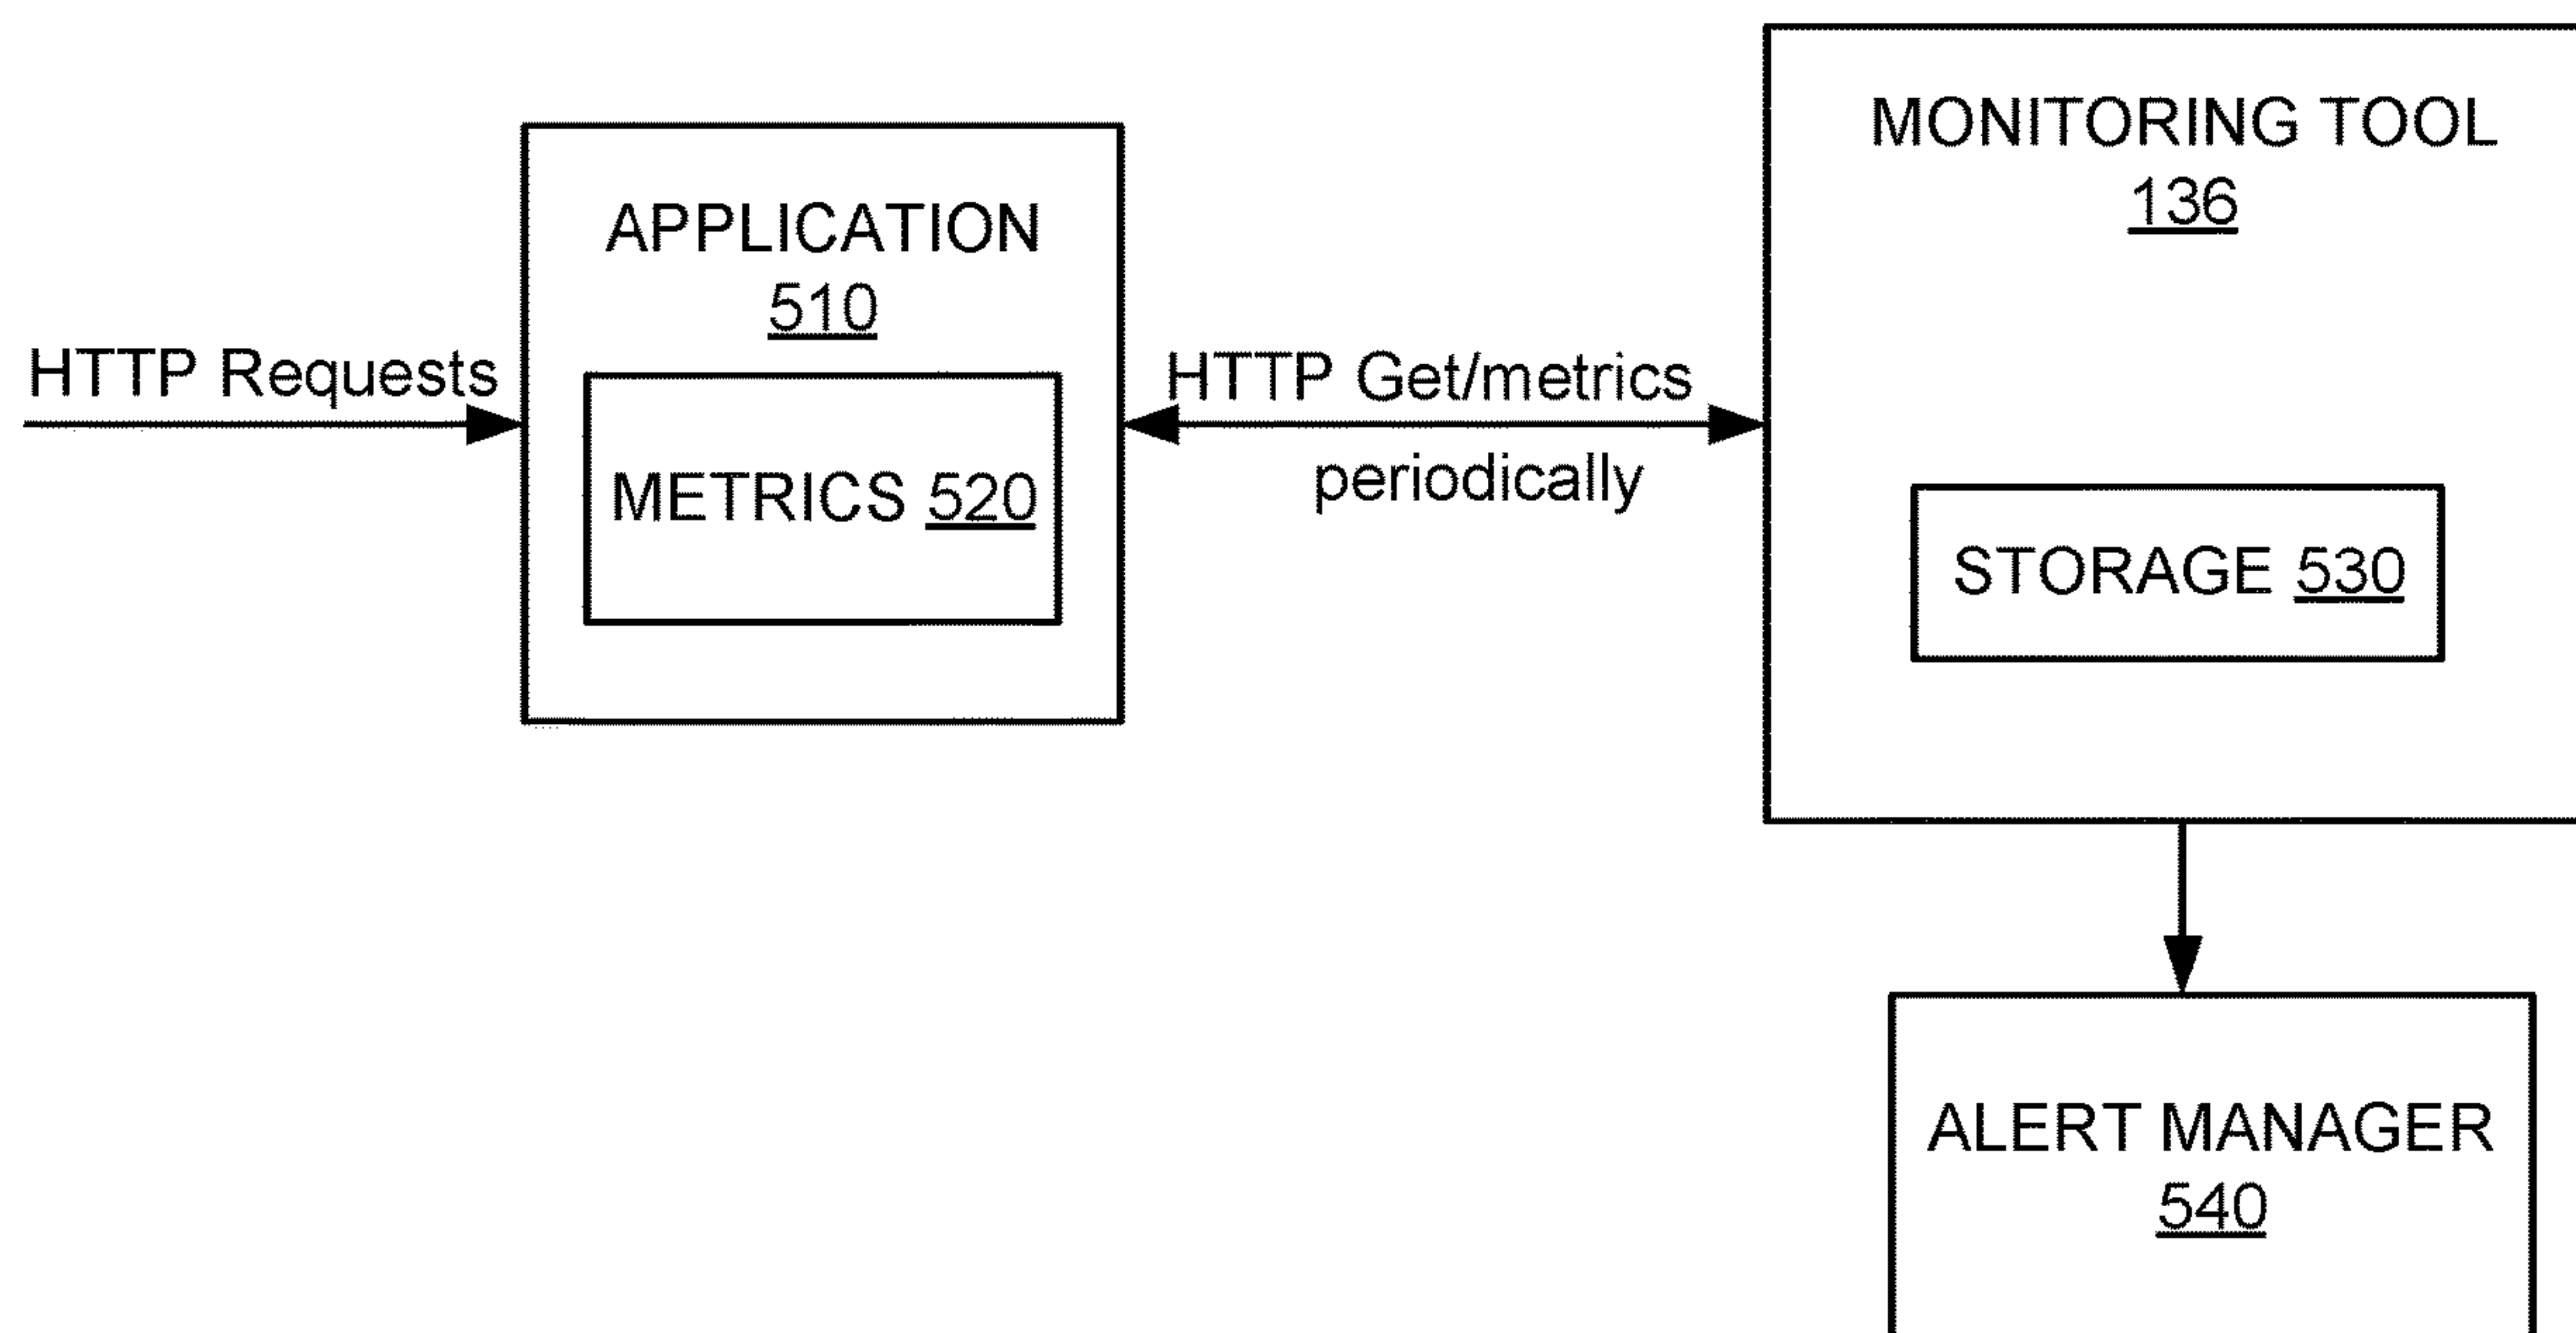 HTTP Requests
APPLICATION
510
METRICS 520
HTTP Get/metrics
periodically
MONITORING TOOL
136
STORAGE 530
ALERT MANAGER
540